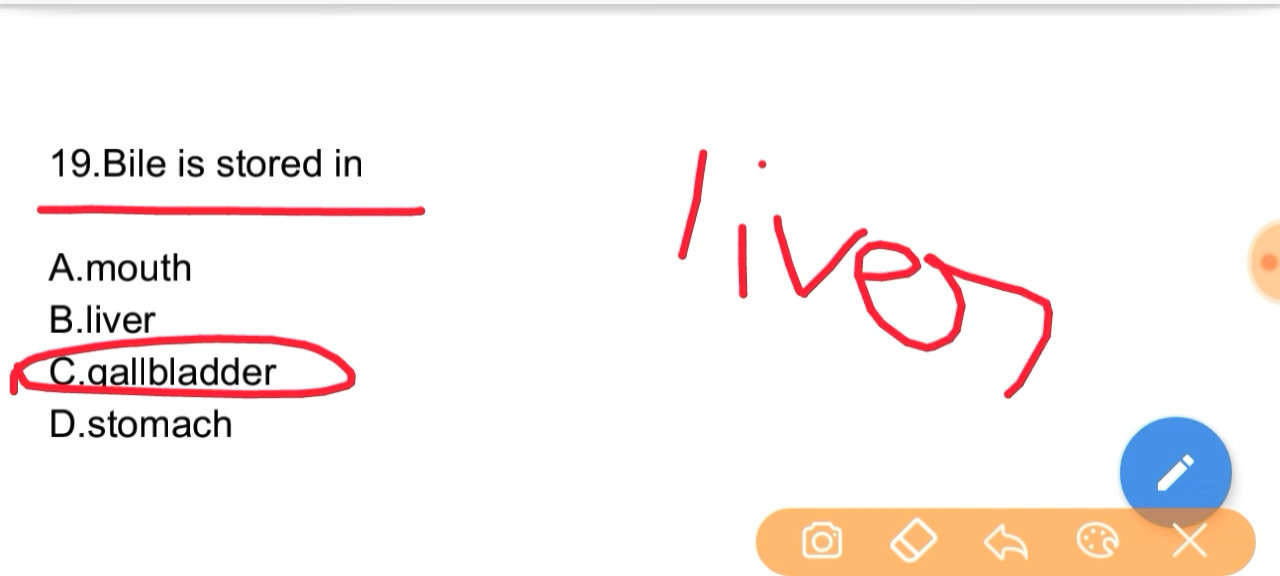 19.Bile is stored in
liver
A.mouth
B.liver
C.gallbladder
D.stomach